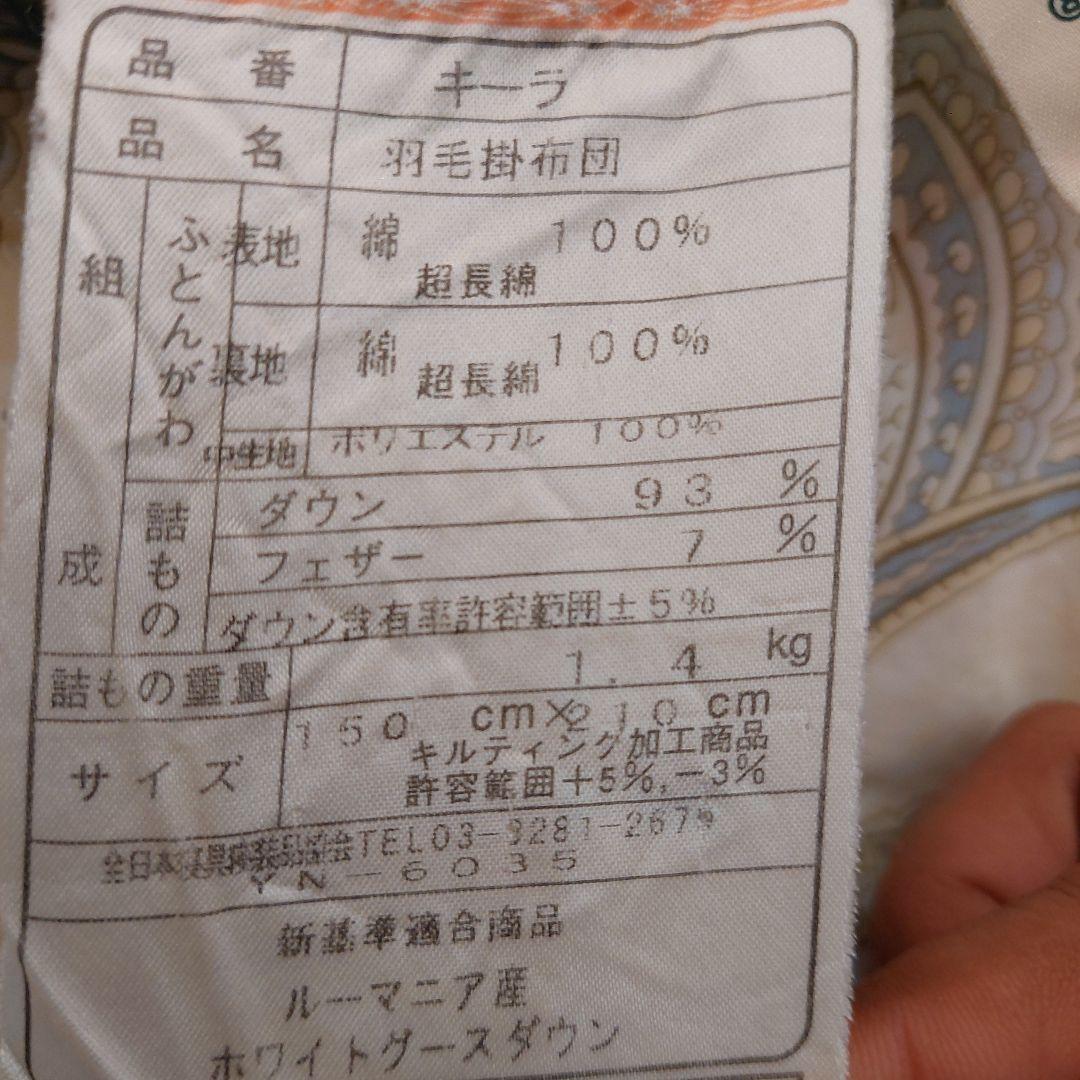 品番 キーラ
品名 羽毛掛布団
組成
ふとんがわ
表地 綿 100%
超長綿
裏地 綿 100%
超長綿
中生地 ポリエステル 100%
詰もの
ダウン 93 %
フェザー 7 %
ダウン含有率許容範囲±5%
詰もの重量 1.4 kg
サイズ 150 cm×210 cm
キルティング加工商品
許容範囲+5%,-3%
TEL03-3281-2679
YN-6035
新基準適合商品
ルーマニア産
ホワイトグースダウン